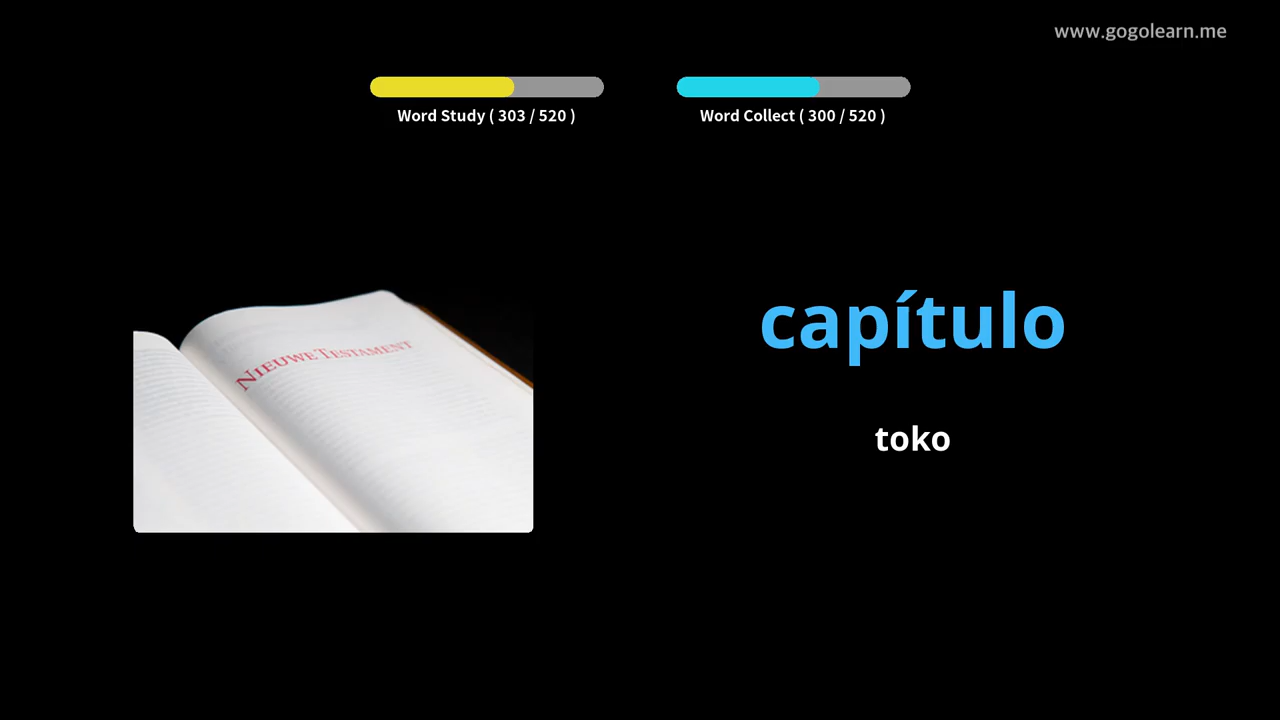 www.gogolearn.me
Word Study ( 303 / 520 )
Word Collect ( 300 / 520 )
NIEUWE TESTAMENT
capítulo
toko